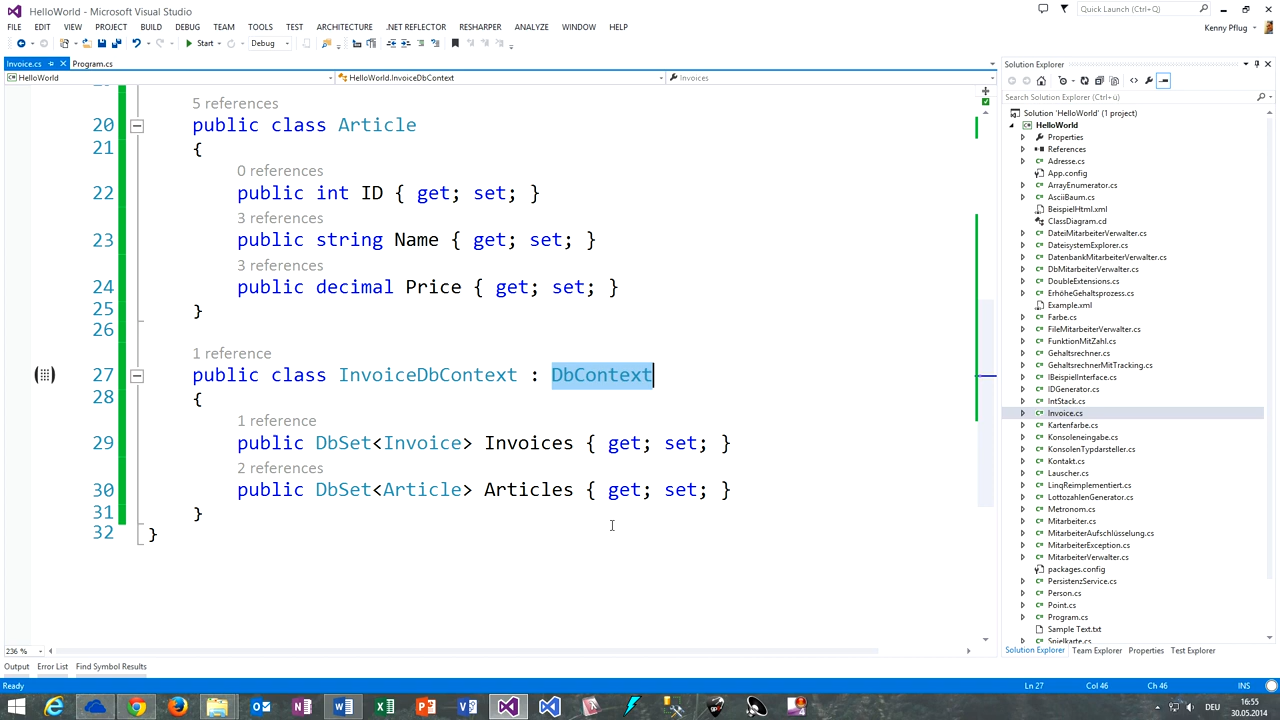 HelloWorld - Microsoft Visual Studio
Quick Launch (Ctrl+Q)
FILE EDIT VIEW PROJECT BUILD DEBUG TEAM TOOLS TEST ARCHITECTURE .NET REFLECTOR RESHARPER ANALYZE WINDOW HELP
Kenny Pflug
Start Debug
Invoice.cs Program.cs
HelloWorld HelloWorld.InvoiceDbContext Invoices
5 references
20 public class Article
21 {
0 references
22 public int ID { get; set; }
3 references
23 public string Name { get; set; }
3 references
24 public decimal Price { get; set; }
25 }
26
1 reference
27 public class InvoiceDbContext : DbContext
28 {
1 reference
29 public DbSet<Invoice> Invoices { get; set; }
2 references
30 public DbSet<Article> Articles { get; set; }
31 }
32 }
236 %
Solution Explorer
Search Solution Explorer (Ctrl+ü)
Solution 'HelloWorld' (1 project)
HelloWorld
Properties
References
Adresse.cs
App.config
ArrayEnumerator.cs
AsciiBaum.cs
BeispielHtml.xml
ClassDiagram.cd
DateiMitarbeiterVerwalter.cs
DateisystemExplorer.cs
DatenbankMitarbeiterVerwalter.cs
DbMitarbeiterVerwalter.cs
DoubleExtensions.cs
ErhöheGehaltsprozess.cs
Example.xml
Farbe.cs
FileMitarbeiterVerwalter.cs
FunktionMitZahl.cs
Gehaltsrechner.cs
GehaltsrechnerMitTracking.cs
IBeispielInterface.cs
IDGenerator.cs
IntStack.cs
Invoice.cs
Kartenfarbe.cs
Konsoleneingabe.cs
KonsolenTypdarsteller.cs
Kontakt.cs
Lauscher.cs
LinqReimplementiert.cs
LottozahlenGenerator.cs
Metronom.cs
Mitarbeiter.cs
MitarbeiterAufschlüsselung.cs
MitarbeiterException.cs
MitarbeiterVerwalter.cs
packages.config
PersistenzService.cs
Person.cs
Point.cs
Program.cs
Sample Text.txt
Spielkarte.cs
Solution Explorer Team Explorer Properties Test Explorer
Output Error List Find Symbol Results
Ready Ln 27 Col 46 Ch 46 INS
DEU 16:55
30.05.2014